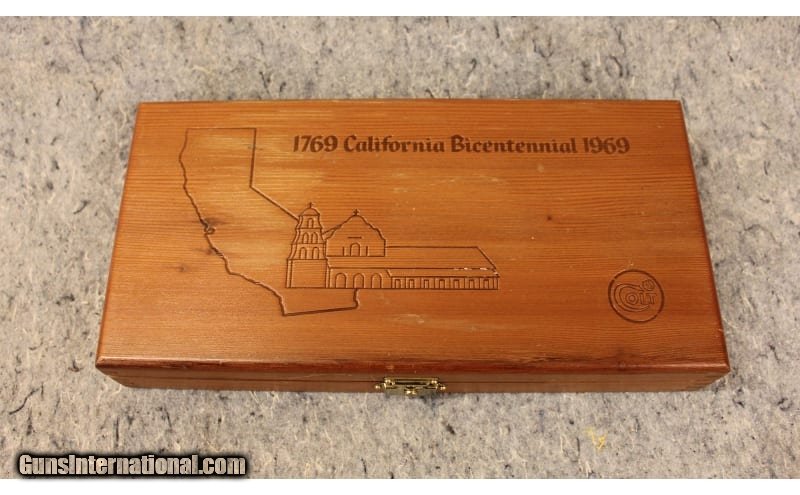 1769 California Bicentennial 1969
COLT
GunsInternational.com